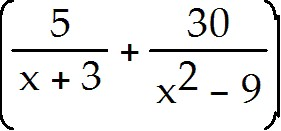 (5/(x + 3) + 30/(x² − 9))